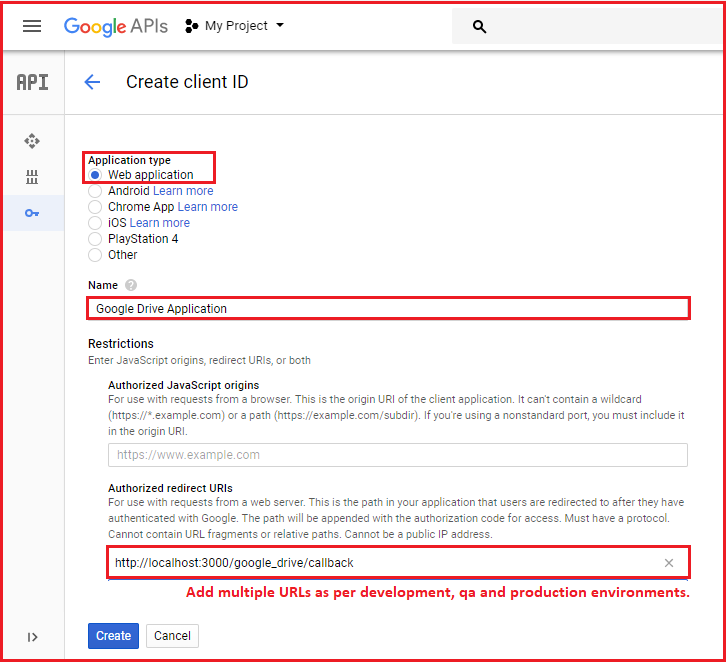 Google APIs My Project
API Create client ID
Application type
Web application
Android Learn more
Chrome App Learn more
iOS Learn more
PlayStation 4
Other
Name ?
Google Drive Application
Restrictions
Enter JavaScript origins, redirect URIs, or both
Authorized JavaScript origins
For use with requests from a browser. This is the origin URI of the client application. It can't contain a wildcard
(https://*.example.com) or a path (https://example.com/subdir). If you're using a nonstandard port, you must include it
in the origin URI.
https://www.example.com
Authorized redirect URIs
For use with requests from a web server. This is the path in your application that users are redirected to after they have
authenticated with Google. The path will be appended with the authorization code for access. Must have a protocol.
Cannot contain URL fragments or relative paths. Cannot be a public IP address.
http://localhost:3000/google_drive/callback
Add multiple URLs as per development, qa and production environments.
Create Cancel